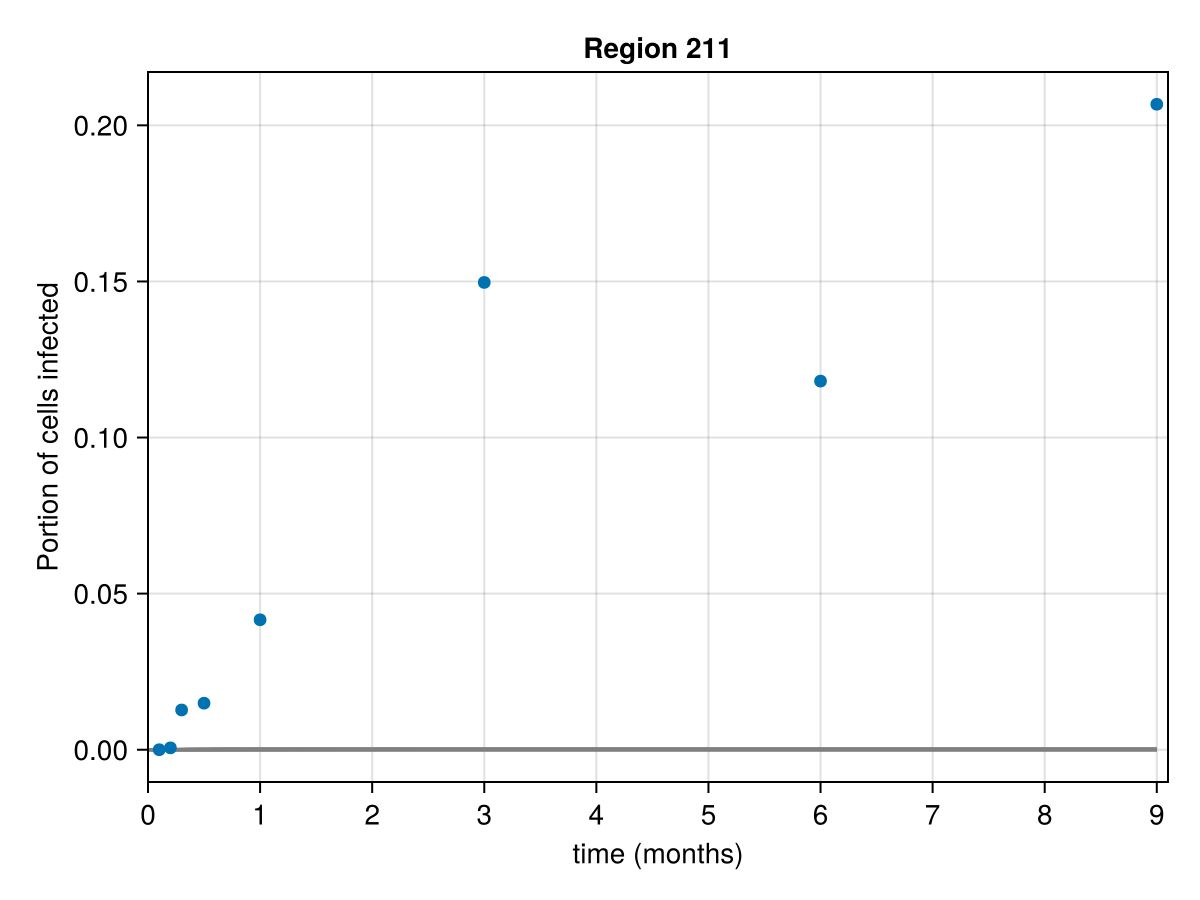 Region 211
Portion of cells infected
0.20
0.15
0.10
0.05
0.00
0 1 2 3 4 5 6 7 8 9
time (months)